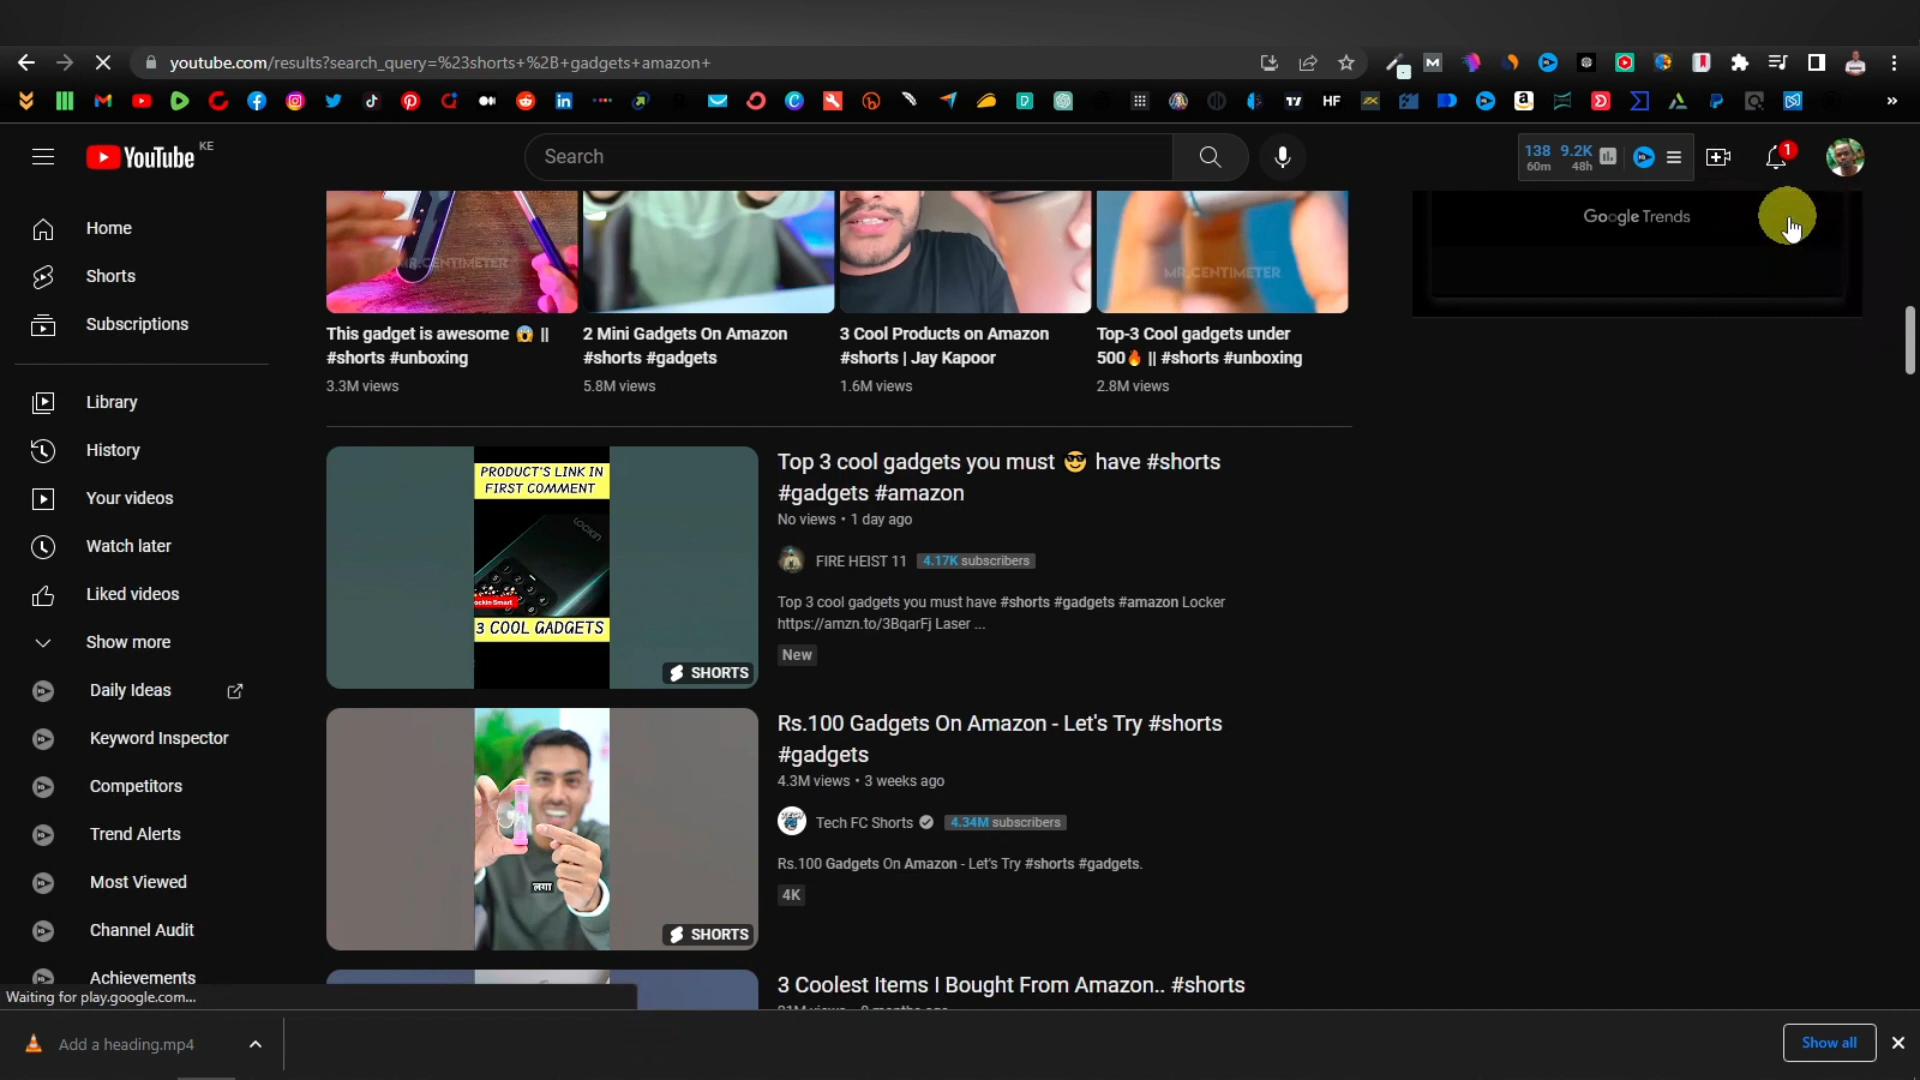 youtube.com/results?search_query=%23shorts+%2B+gadgets+amazon+
YouTube KE
Search
138 9.2K
60m 48h
1
Home
Shorts
Subscriptions
Library
History
Your videos
Watch later
Liked videos
Show more
Daily Ideas
Keyword Inspector
Competitors
Trend Alerts
Most Viewed
Channel Audit
Achievements
MR.CENTIMETER
This gadget is awesome 😱 ||
#shorts #unboxing
3.3M views
2 Mini Gadgets On Amazon
#shorts #gadgets
5.8M views
3 Cool Products on Amazon
#shorts | Jay Kapoor
1.6M views
MR.CENTIMETER
Top-3 Cool gadgets under
500🔥 || #shorts #unboxing
2.8M views
Google Trends
PRODUCT'S LINK IN
FIRST COMMENT
3 COOL GADGETS
SHORTS
Top 3 cool gadgets you must 😎 have #shorts
#gadgets #amazon
No views • 1 day ago
FIRE HEIST 11 4.17K subscribers
Top 3 cool gadgets you must have #shorts #gadgets #amazon Locker
https://amzn.to/3BqarFj Laser ...
New
लगा
SHORTS
Rs.100 Gadgets On Amazon - Let's Try #shorts
#gadgets
4.3M views • 3 weeks ago
Tech FC Shorts 4.34M subscribers
Rs.100 Gadgets On Amazon - Let's Try #shorts #gadgets.
4K
3 Coolest Items I Bought From Amazon.. #shorts
Waiting for play.google.com...
Add a heading.mp4
Show all